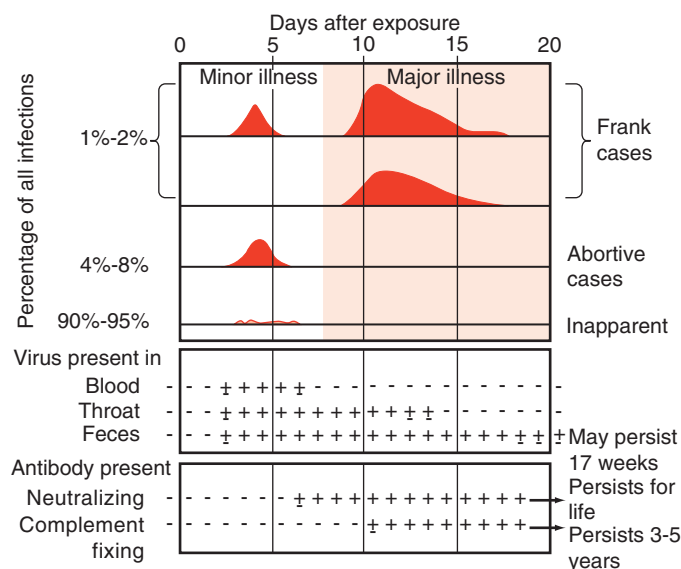 Days after exposure
0 5 10 15 20
Minor illness Major illness
Percentage of all infections
1%-2%
Frank
cases
4%-8%
Abortive
cases
90%-95%
Inapparent
Virus present in
Blood - - - ± + + + ± - - - - - - - - - - - - - -
Throat - - - ± + + + + + + + + + ± ± - - - - - - -
Feces - - - ± + + + + + + + + + + + + + + + ± ± ± May persist
17 weeks
Antibody present
Neutralizing - - - - - - - ± + + + + + + + + + + + + Persists for
life
Complement - - - - - - - - - - - ± + + + + + + + + Persists 3-5
fixing years